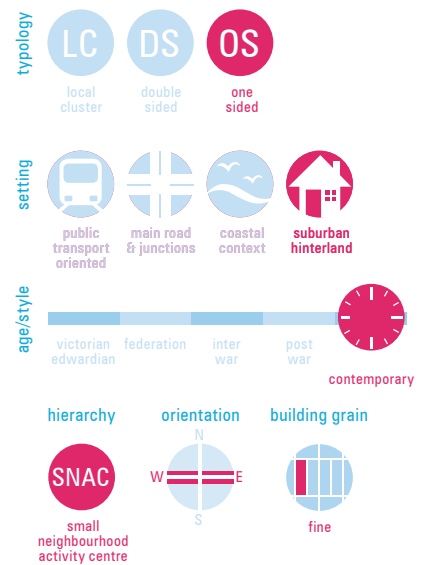 typology
LC DS OS
local cluster
double sided
one sided
setting
public transport oriented
main road & junctions
coastal context
suburban hinterland
age/style
victorian edwardian
federation
inter war
post war
contemporary
hierarchy
orientation
building grain
N
SNAC
W E
S
small neighbourhood activity centre
fine